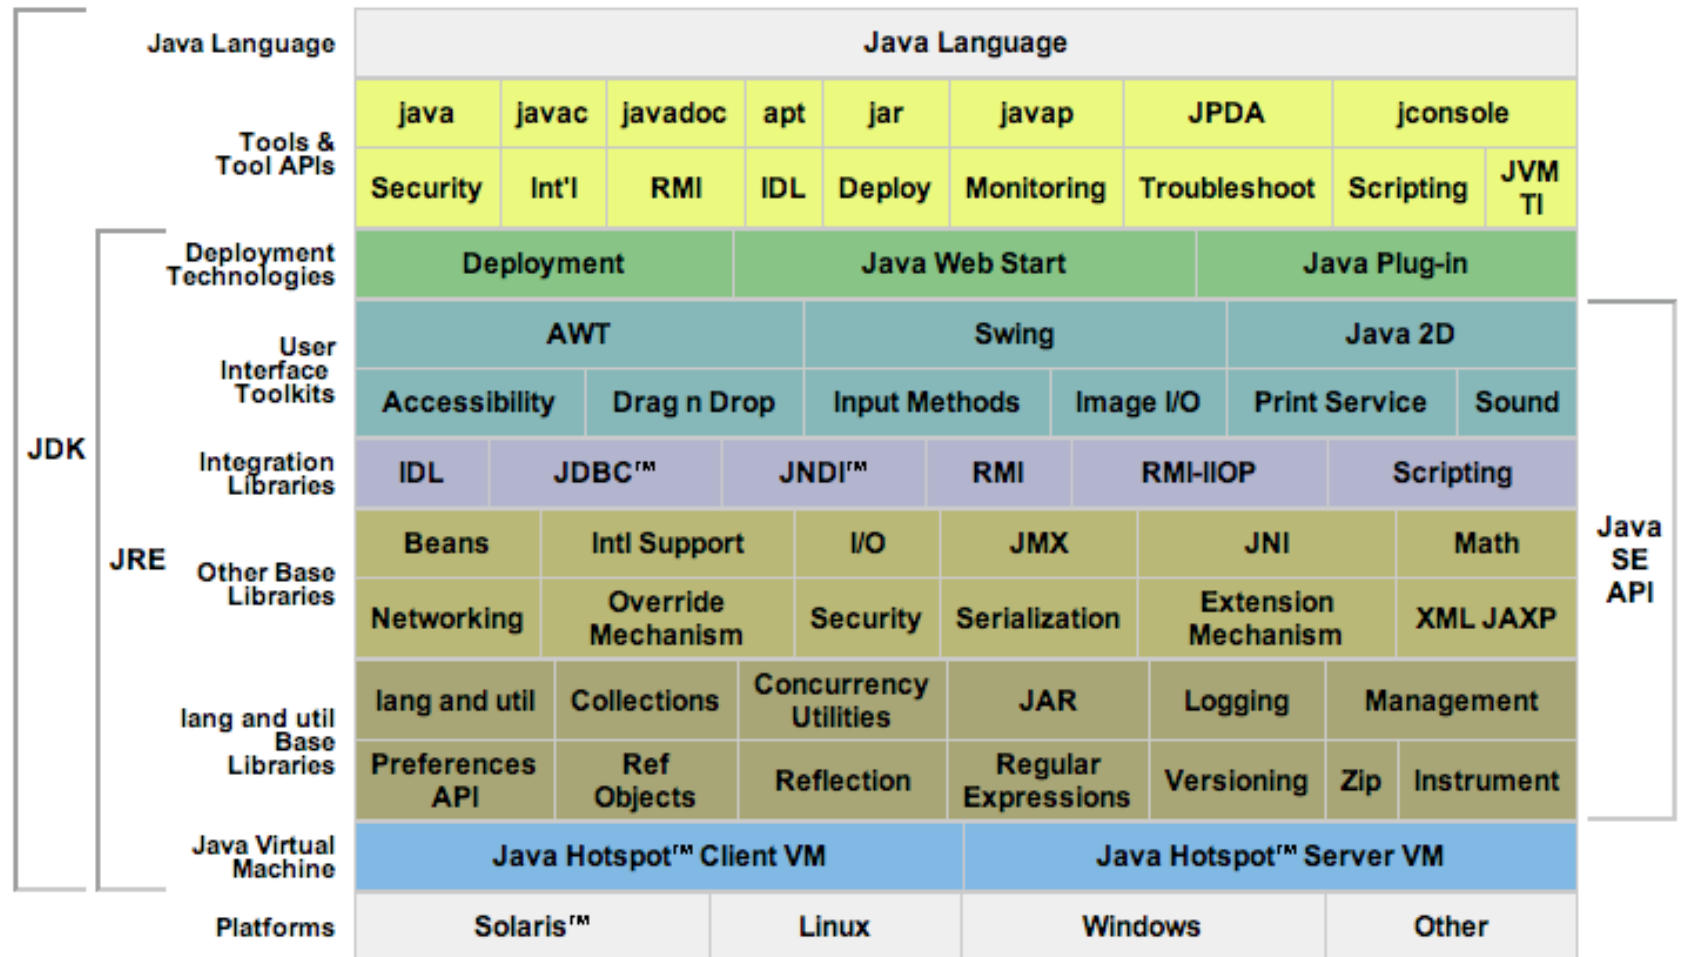 Java Language
Java Language
Tools &
Tool APIs
java javac javadoc apt jar javap JPDA jconsole
Security Int'l RMI IDL Deploy Monitoring Troubleshoot Scripting JVM
TI
Deployment
Technologies
Deployment Java Web Start Java Plug-in
User
Interface
Toolkits
AWT Swing Java 2D
Accessibility Drag n Drop Input Methods Image I/O Print Service Sound
JDK
Integration
Libraries
IDL JDBC™ JNDI™ RMI RMI-IIOP Scripting
JRE
Other Base
Libraries
Beans Intl Support I/O JMX JNI Math
Networking Override
Mechanism Security Serialization Extension
Mechanism XML JAXP
Java
SE
API
lang and util
Base
Libraries
lang and util Collections Concurrency
Utilities JAR Logging Management
Preferences
API Ref
Objects Reflection Regular
Expressions Versioning Zip Instrument
Java Virtual
Machine
Java Hotspot™ Client VM Java Hotspot™ Server VM
Platforms
Solaris™ Linux Windows Other